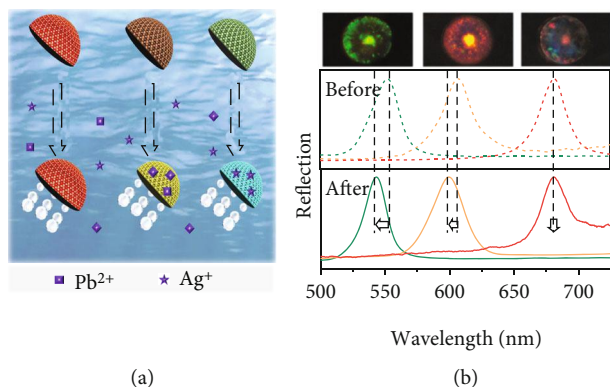 Pb²⁺
Ag⁺
(a)
Before
After
Reflection
500
550
600
650
700
Wavelength (nm)
(b)